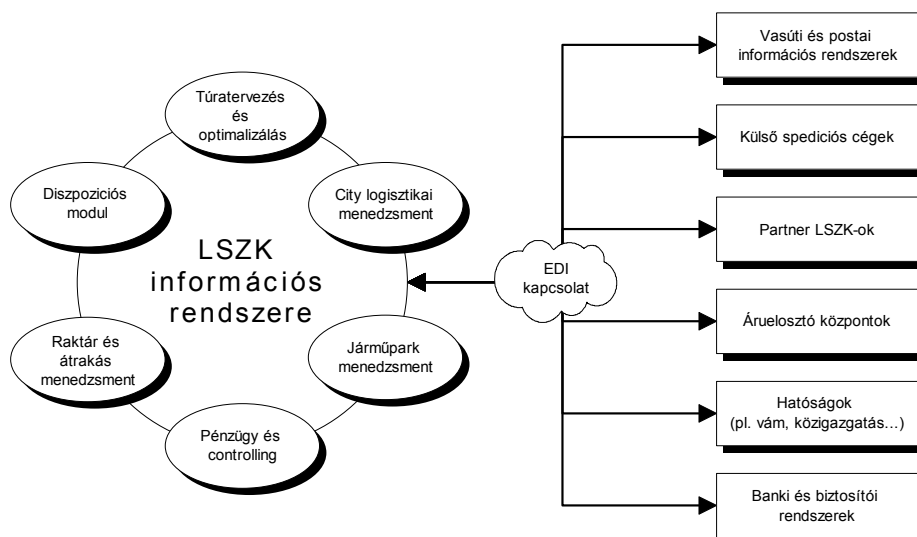 Túratervezés
és
optimalizálás
Diszpoziciós
modul
City logisztikai
menedzsment
LSZK
információs
rendszere
Raktár és
átrakás
menedzsment
Járműpark
menedzsment
Pénzügy és
controlling
EDI
kapcsolat
Vasúti és postai
információs rendszerek
Külső spediciós cégek
Partner LSZK-ok
Áruelosztó központok
Hatóságok
(pl. vám, közigazgatás...)
Banki és biztosítói
rendszerek